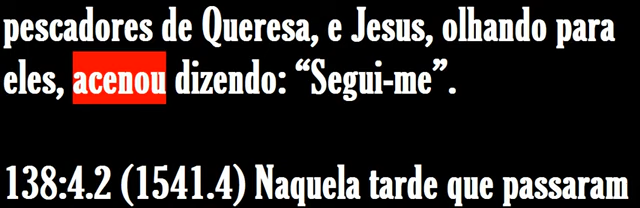 pescadores de Queresa, e Jesus, olhando para
eles, acenou dizendo: “Segui-me”.
138:4.2 (1541.4) Naquela tarde que passaram